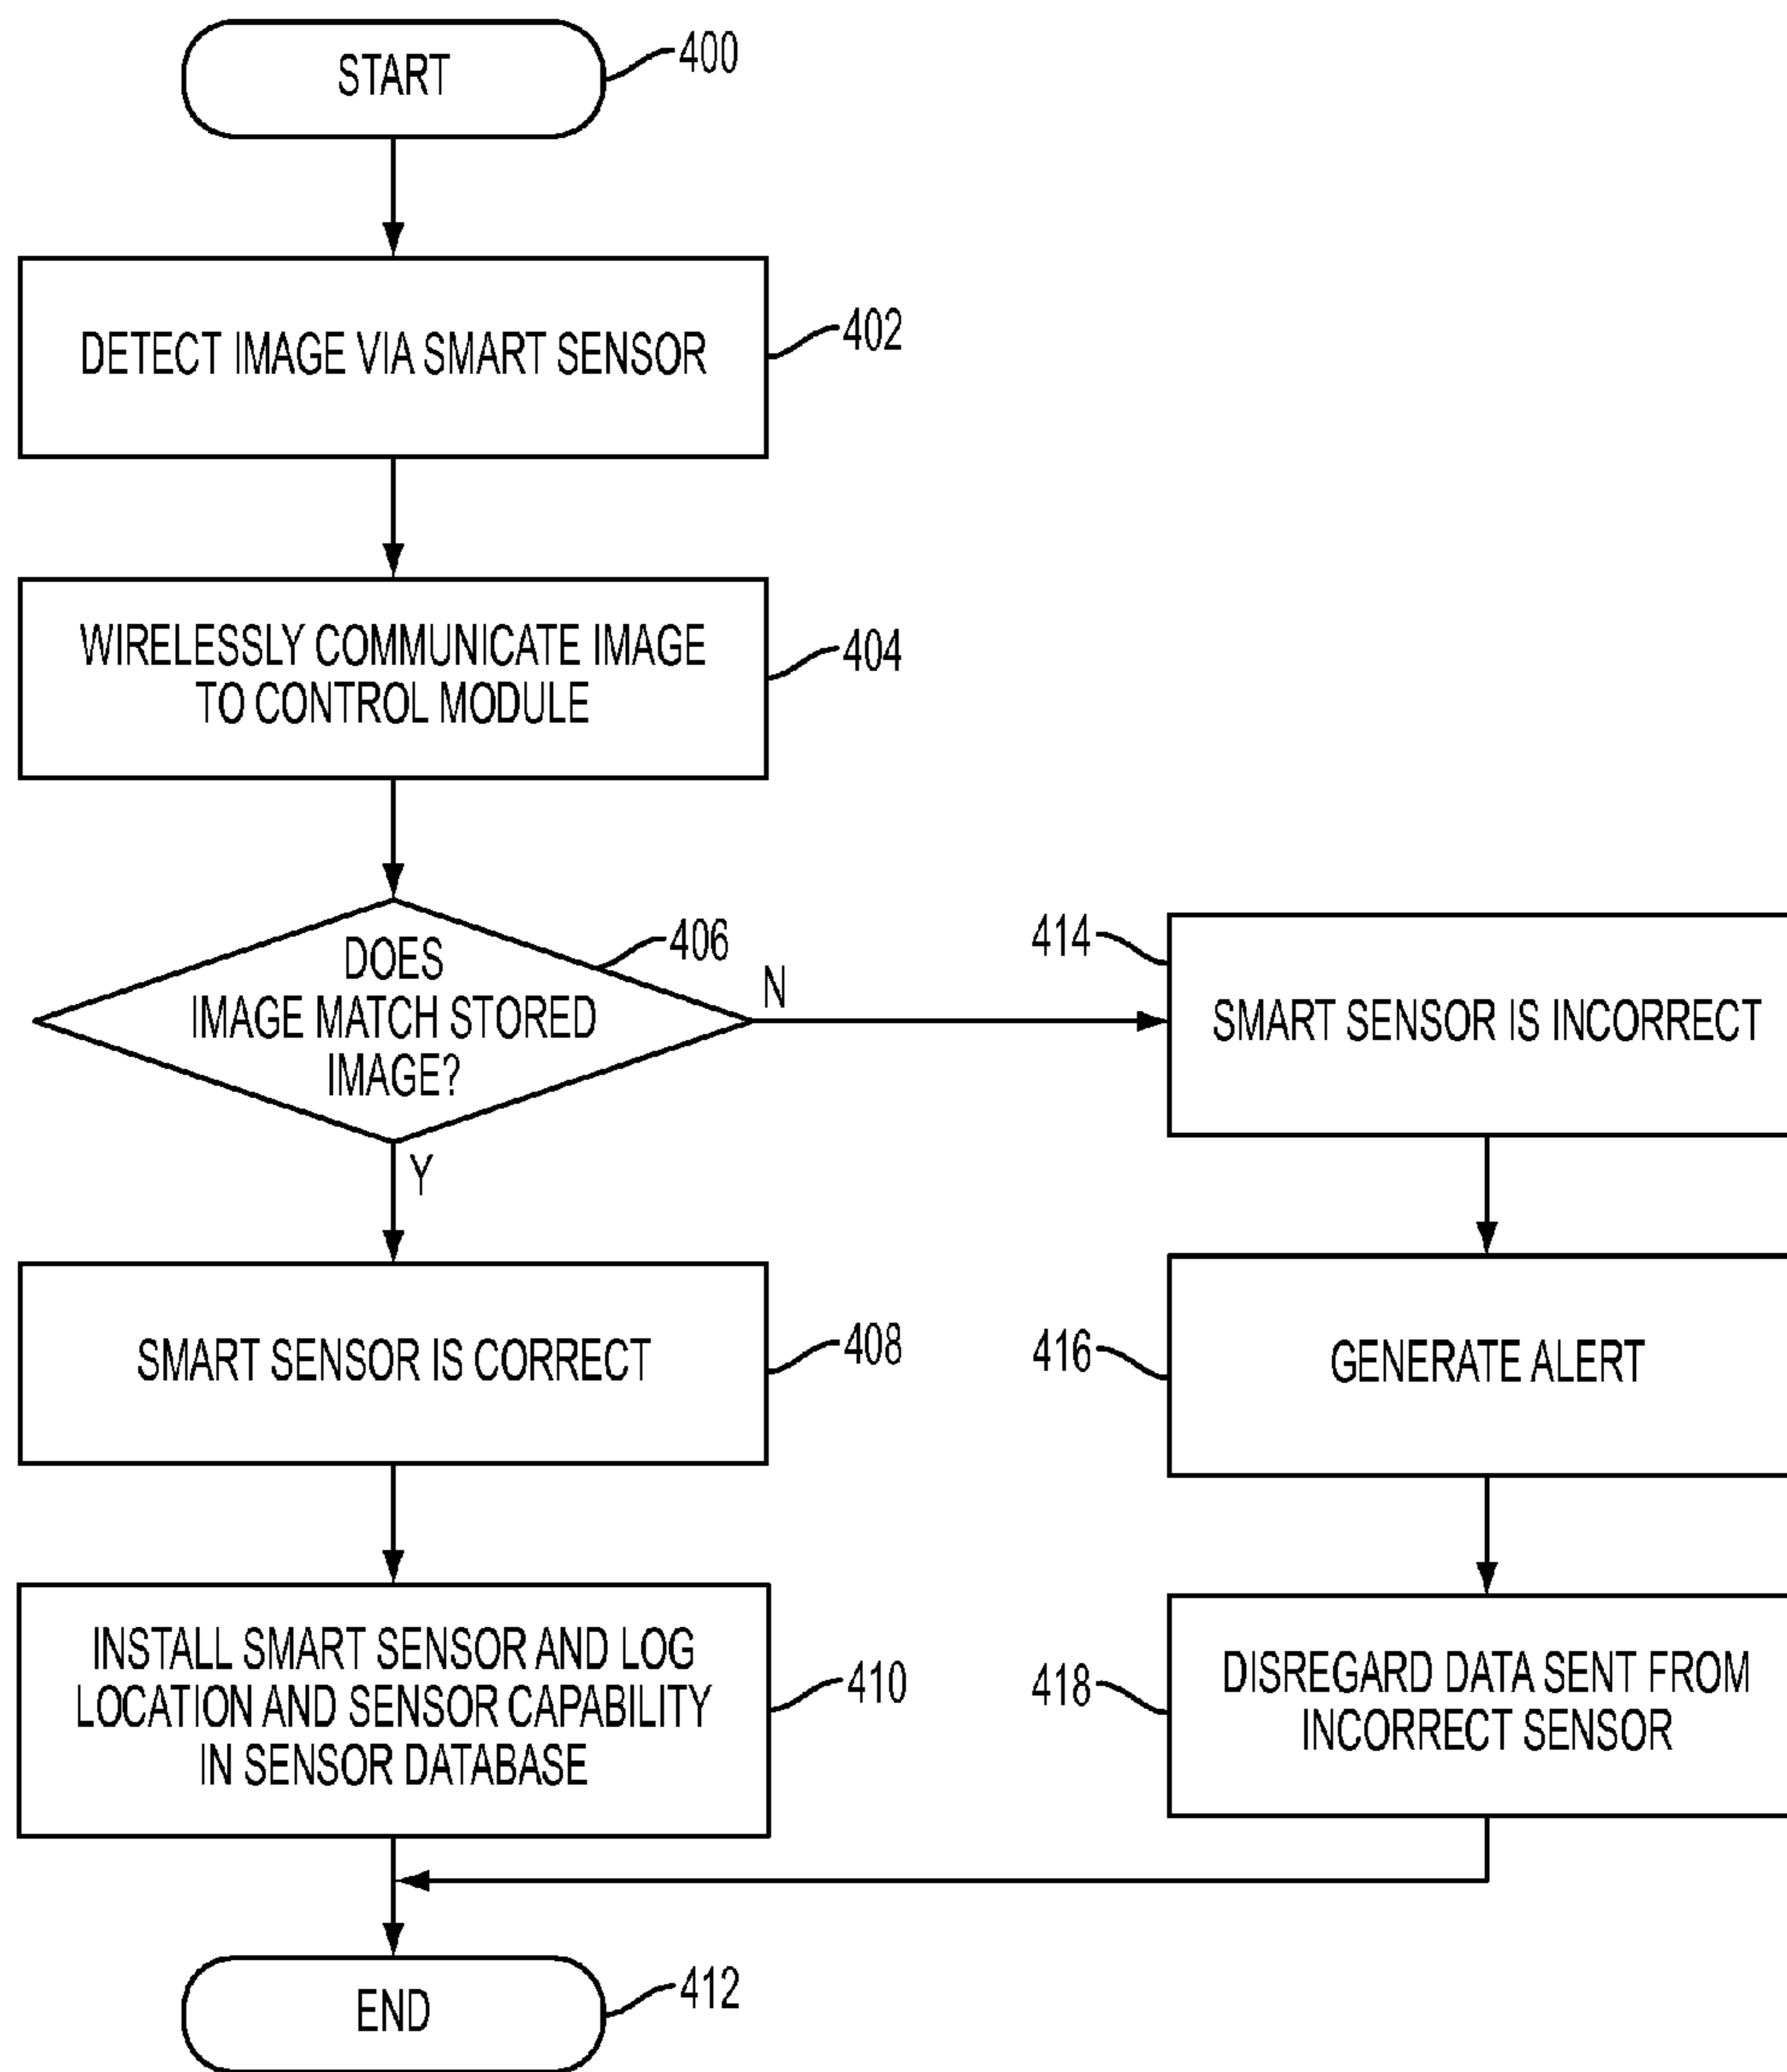 START
400
DETECT IMAGE VIA SMART SENSOR
402
WIRELESSLY COMMUNICATE IMAGE
TO CONTROL MODULE
404
DOES
IMAGE MATCH STORED
IMAGE?
406
N
Y
414
SMART SENSOR IS INCORRECT
SMART SENSOR IS CORRECT
408
416
GENERATE ALERT
INSTALL SMART SENSOR AND LOG
LOCATION AND SENSOR CAPABILITY
IN SENSOR DATABASE
410
418
DISREGARD DATA SENT FROM
INCORRECT SENSOR
END
412